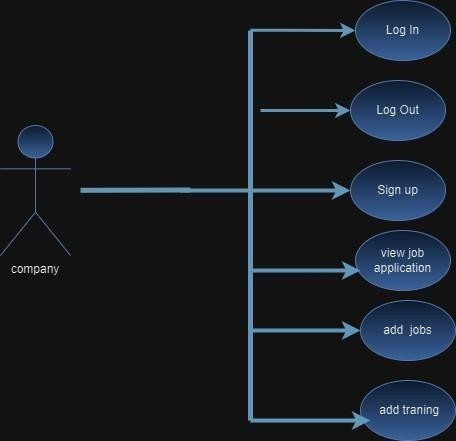 Log In
Log Out
Sign up
company
view job
application
add jobs
add traning